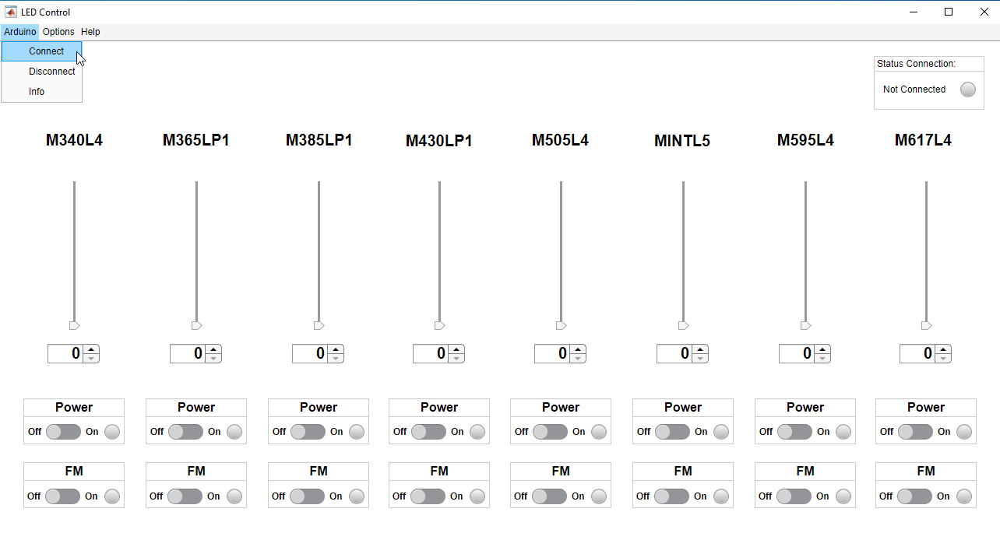 LED Control
Arduino Options Help
Connect
Disconnect
Info
Status Connection:
Not Connected
M340L4 M365LP1 M385LP1 M430LP1 M505L4 MINTL5 M595L4 M617L4
0 0 0 0 0 0 0 0
Power Power Power Power Power Power Power Power
Off On Off On Off On Off On Off On Off On Off On Off On
FM FM FM FM FM FM FM FM
Off On Off On Off On Off On Off On Off On Off On Off On